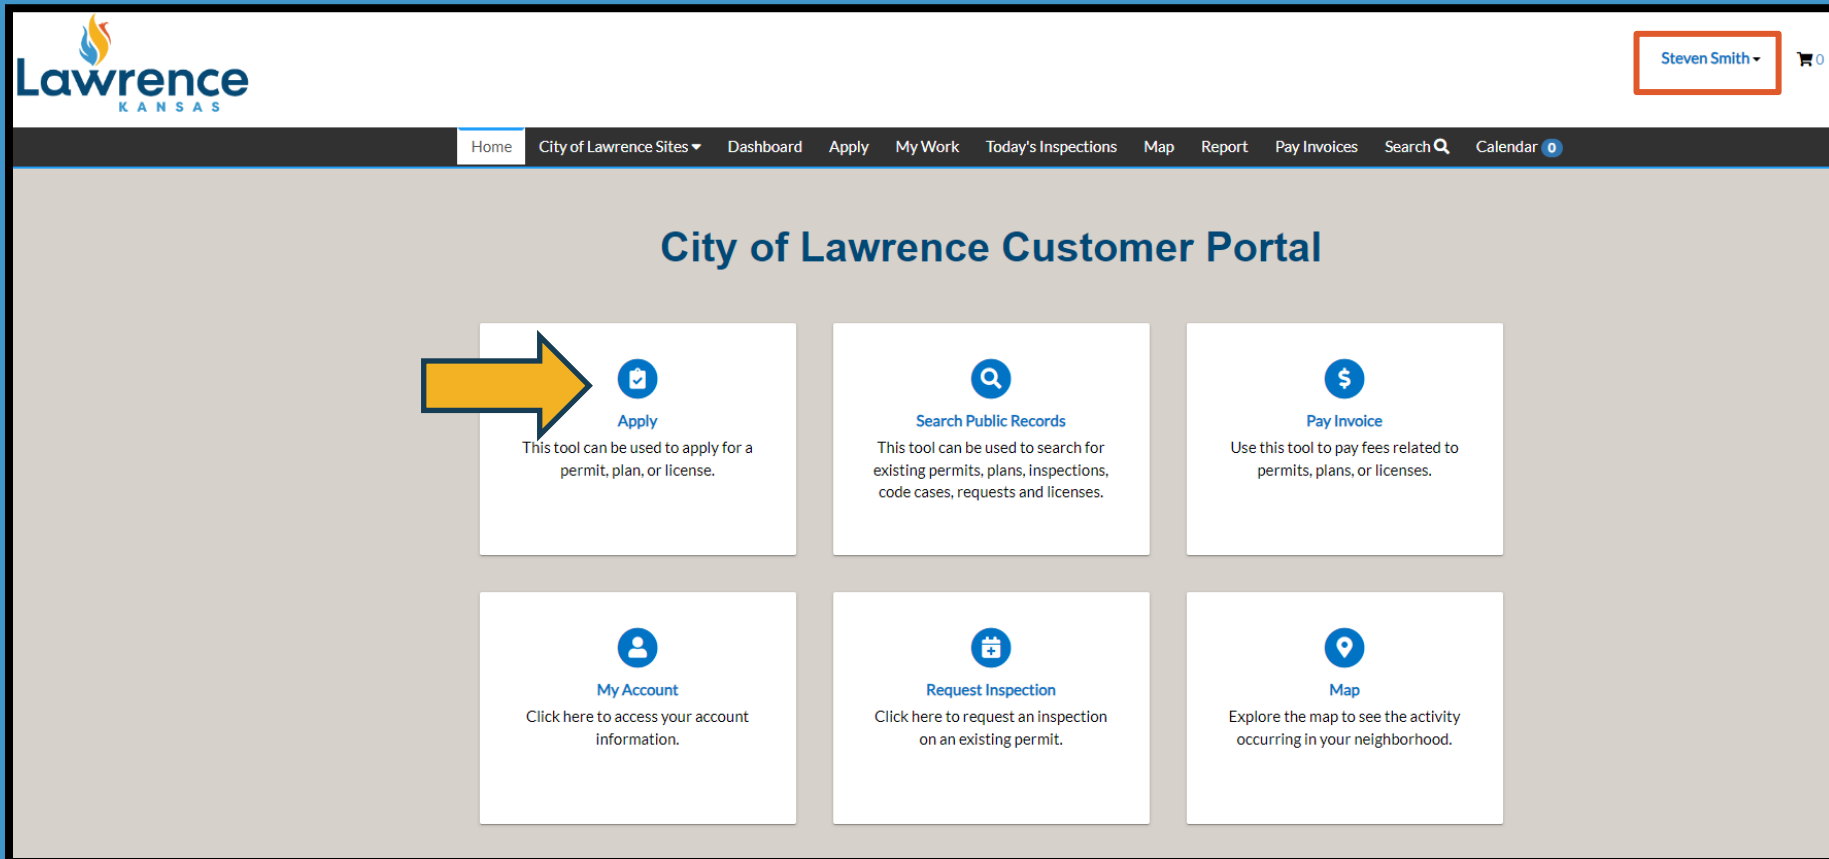 Lawrence
KANSAS
Steven Smith
0
Home City of Lawrence Sites Dashboard Apply My Work Today's Inspections Map Report Pay Invoices Search Calendar 0
City of Lawrence Customer Portal
Apply
This tool can be used to apply for a
permit, plan, or license.
Search Public Records
This tool can be used to search for
existing permits, plans, inspections,
code cases, requests and licenses.
Pay Invoice
Use this tool to pay fees related to
permits, plans, or licenses.
My Account
Click here to access your account
information.
Request Inspection
Click here to request an inspection
on an existing permit.
Map
Explore the map to see the activity
occurring in your neighborhood.